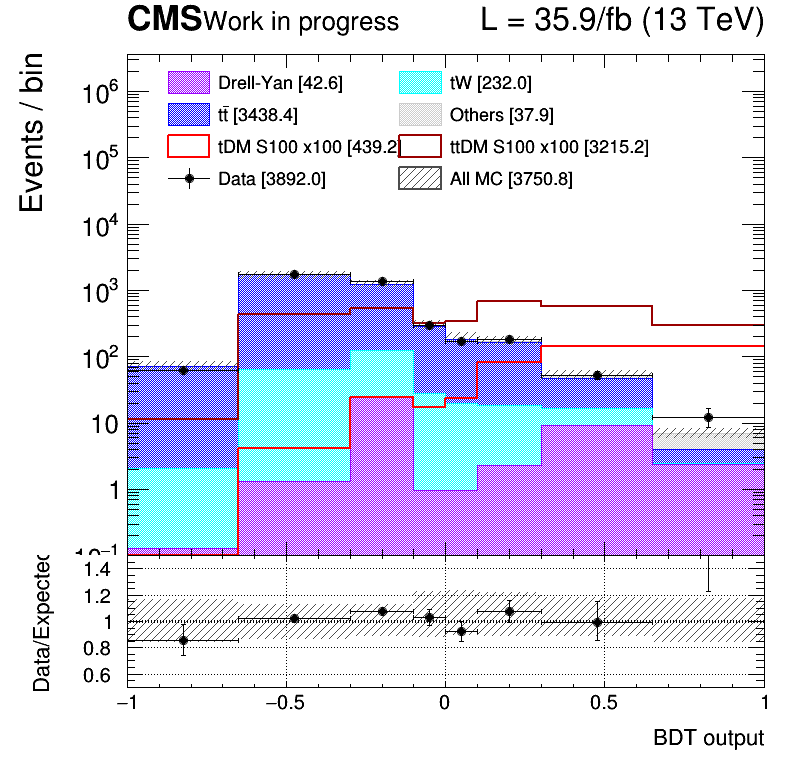 CMS Work in progress L = 35.9/fb (13 TeV)
Events / bin
Drell-Yan [42.6] tW [232.0]
tt̄ [3438.4] Others [37.9]
tDM S100 x100 [439.2] ttDM S100 x100 [3215.2]
Data [3892.0] All MC [3750.8]
10⁶
10⁵
10⁴
10³
10²
10
1
10⁻¹
Data/Expected
1.4
1.2
1
0.8
0.6
−1 −0.5 0 0.5 1
BDT output